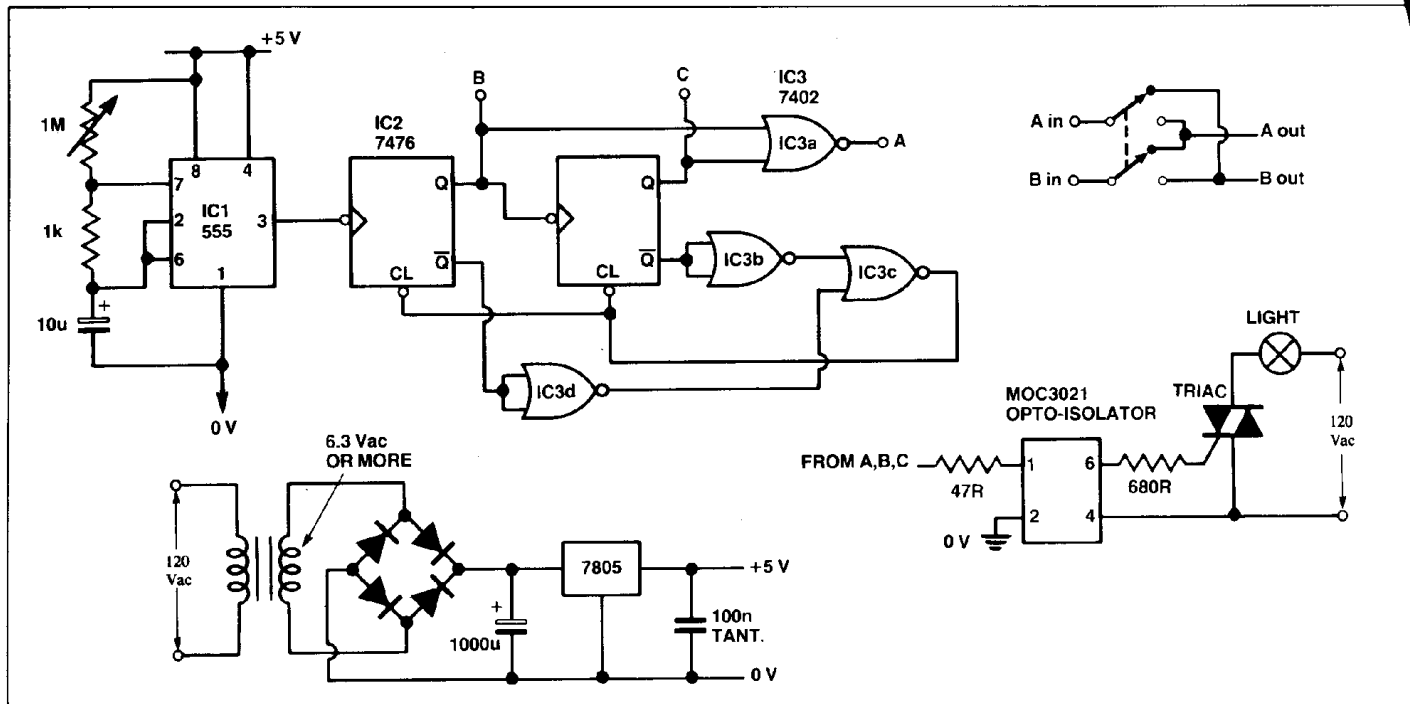 +5 V
1M
1k
10u
+
8
4
7
2
6
3
1
IC1
555
0 V
IC2
7476
Q
Q
CL
B
C
Q
Q
CL
IC3
7402
IC3a
A
IC3b
IC3c
IC3d
A in
B in
A out
B out
LIGHT
TRIAC
120
Vac
MOC3021
OPTO-ISOLATOR
FROM A,B,C
47R
1
2
6
4
680R
0 V
6.3 Vac
OR MORE
120
Vac
+
1000u
7805
+5 V
100n
TANT.
0 V